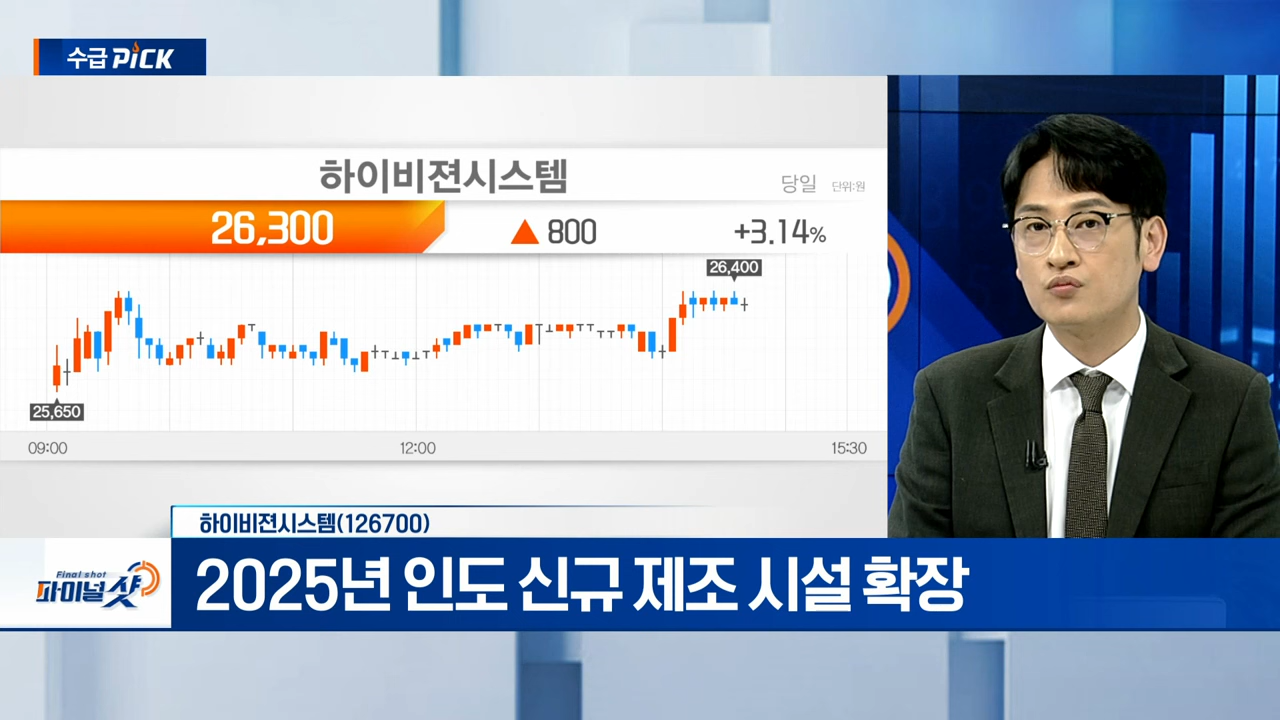 수급 PiCK
하이비젼시스템
당일 단위:원
26,300 ▲ 800 +3.14%
26,400
25,650
09:00 12:00 15:30
하이비젼시스템(126700)
Final shot
파이널샷
2025년 인도 신규 제조 시설 확장